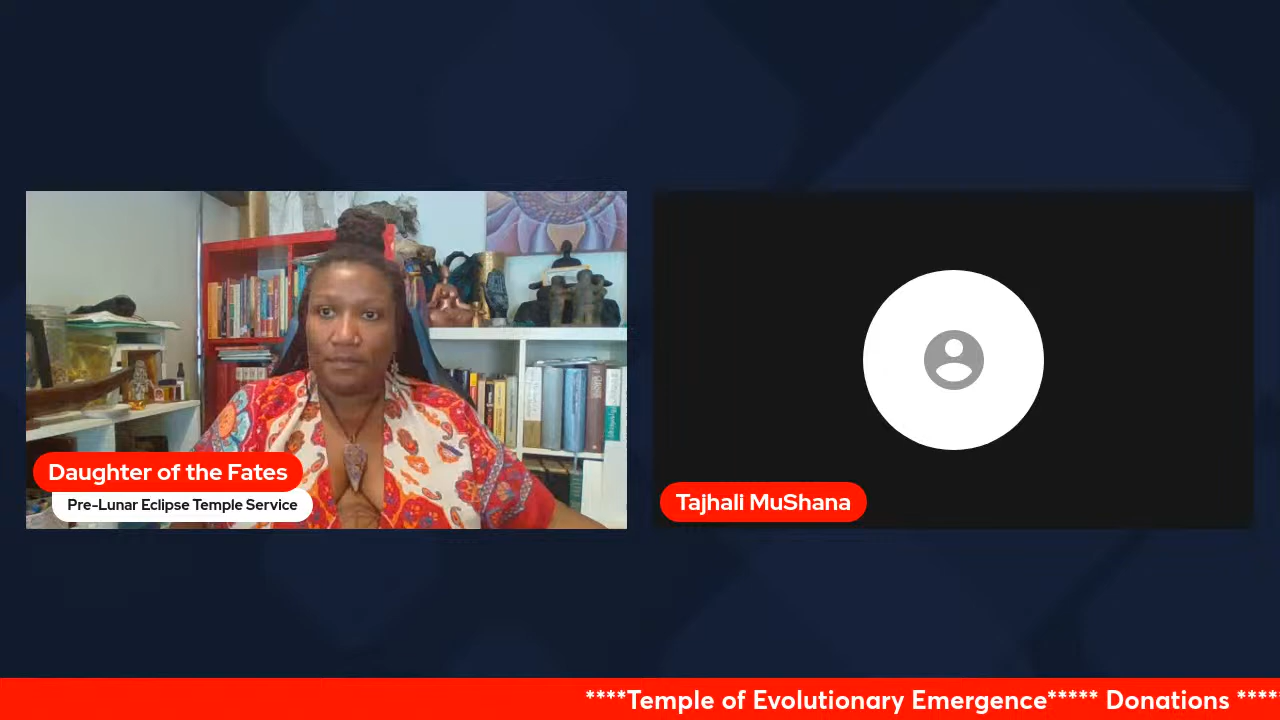 Daughter of the Fates
Pre-Lunar Eclipse Temple Service
Tajhali MuShana
****Temple of Evolutionary Emergence***** Donations ****